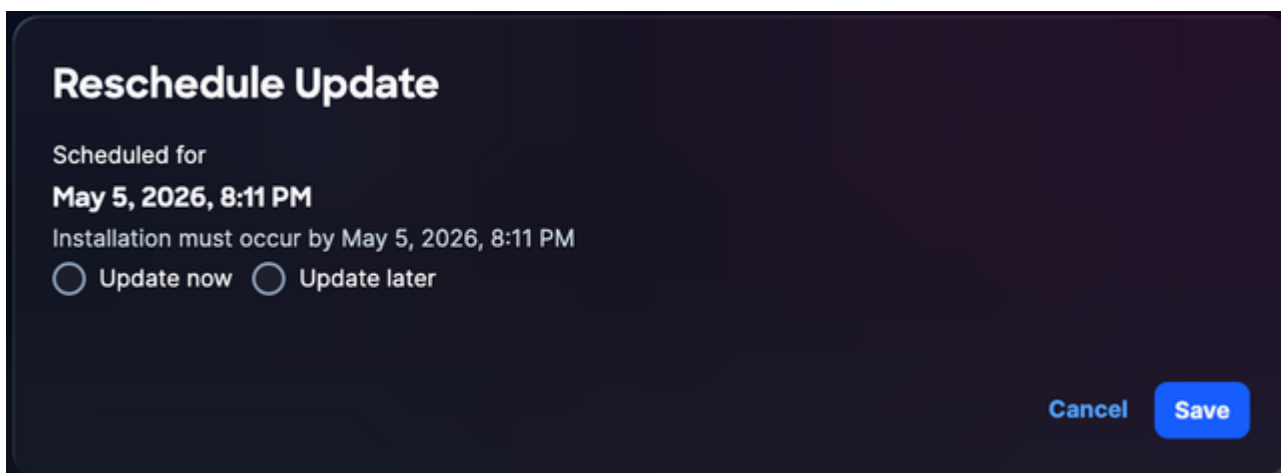 Reschedule Update
Scheduled for
May 5, 2026, 8:11 PM
Installation must occur by May 5, 2026, 8:11 PM
Update now Update later
Cancel Save